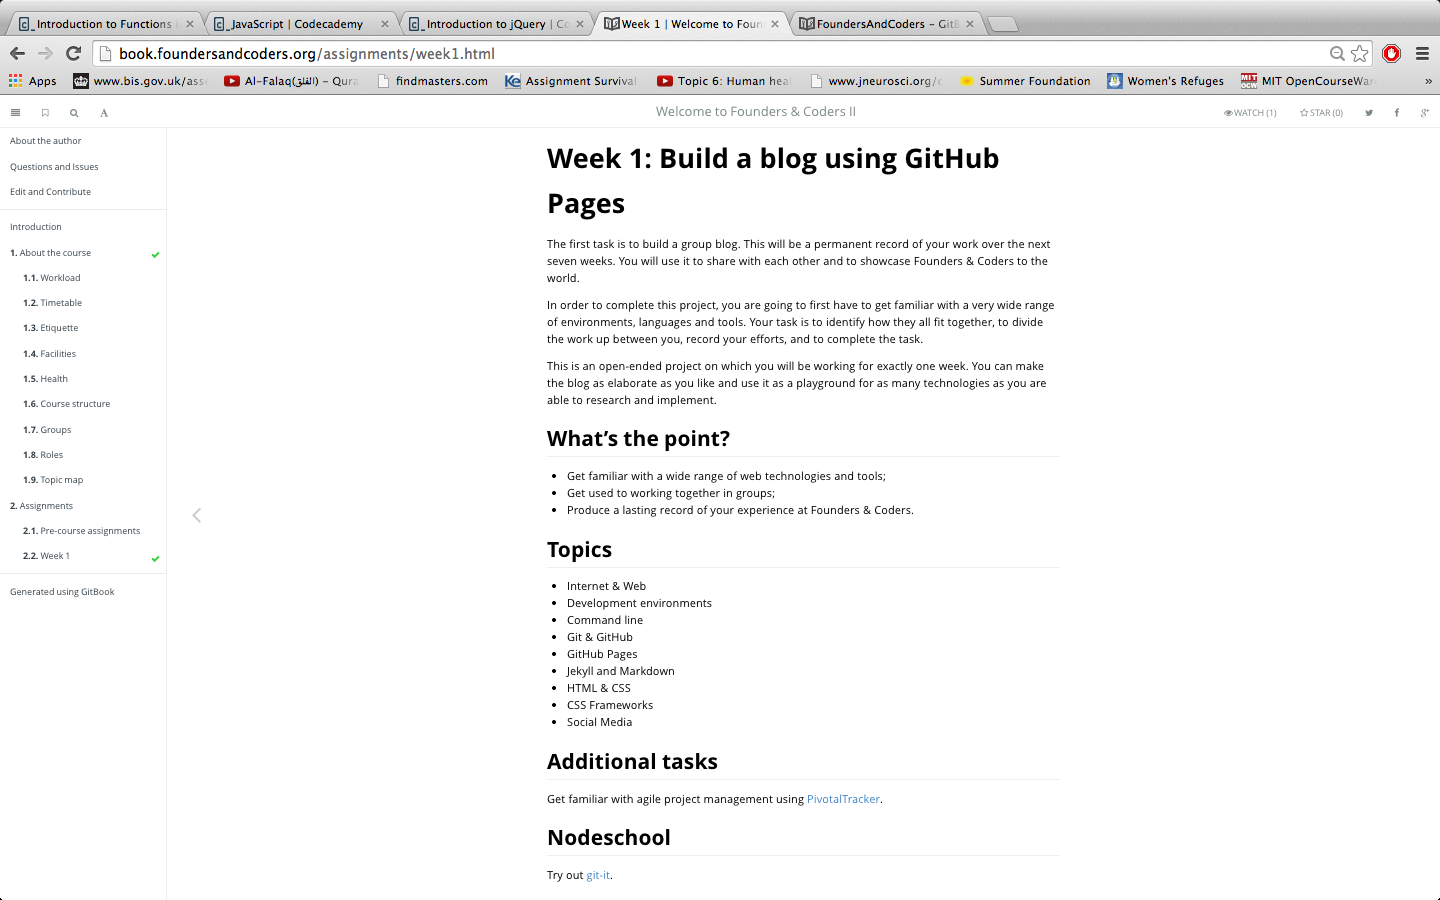 Introduction to Functions
JavaScript | Codecademy
Introduction to jQuery | Co
Week 1 | Welcome to Foun
FoundersAndCoders – GitB
book.foundersandcoders.org/assignments/week1.html
Apps
www.bis.gov.uk/asse
Al-Falaq(الفلق) – Qura
findmasters.com
Ke Assignment Survival
Topic 6: Human hea
www.jneurosci.org/c
Summer Foundation
Women's Refuges
MIT OpenCourseWar
»
Welcome to Founders & Coders II
WATCH (1)
STAR (0)
A
About the author
Questions and Issues
Edit and Contribute
Introduction
1. About the course
1.1. Workload
1.2. Timetable
1.3. Etiquette
1.4. Facilities
1.5. Health
1.6. Course structure
1.7. Groups
1.8. Roles
1.9. Topic map
2. Assignments
2.1. Pre-course assignments
2.2. Week 1
Generated using GitBook
Week 1: Build a blog using GitHub
Pages
The first task is to build a group blog. This will be a permanent record of your work over the next
seven weeks. You will use it to share with each other and to showcase Founders & Coders to the
world.
In order to complete this project, you are going to first have to get familiar with a very wide range
of environments, languages and tools. Your task is to identify how they all fit together, to divide
the work up between you, record your efforts, and to complete the task.
This is an open-ended project on which you will be working for exactly one week. You can make
the blog as elaborate as you like and use it as a playground for as many technologies as you are
able to research and implement.
What's the point?
• Get familiar with a wide range of web technologies and tools;
• Get used to working together in groups;
• Produce a lasting record of your experience at Founders & Coders.
Topics
• Internet & Web
• Development environments
• Command line
• Git & GitHub
• GitHub Pages
• Jekyll and Markdown
• HTML & CSS
• CSS Frameworks
• Social Media
Additional tasks
Get familiar with agile project management using PivotalTracker.
Nodeschool
Try out git-it.